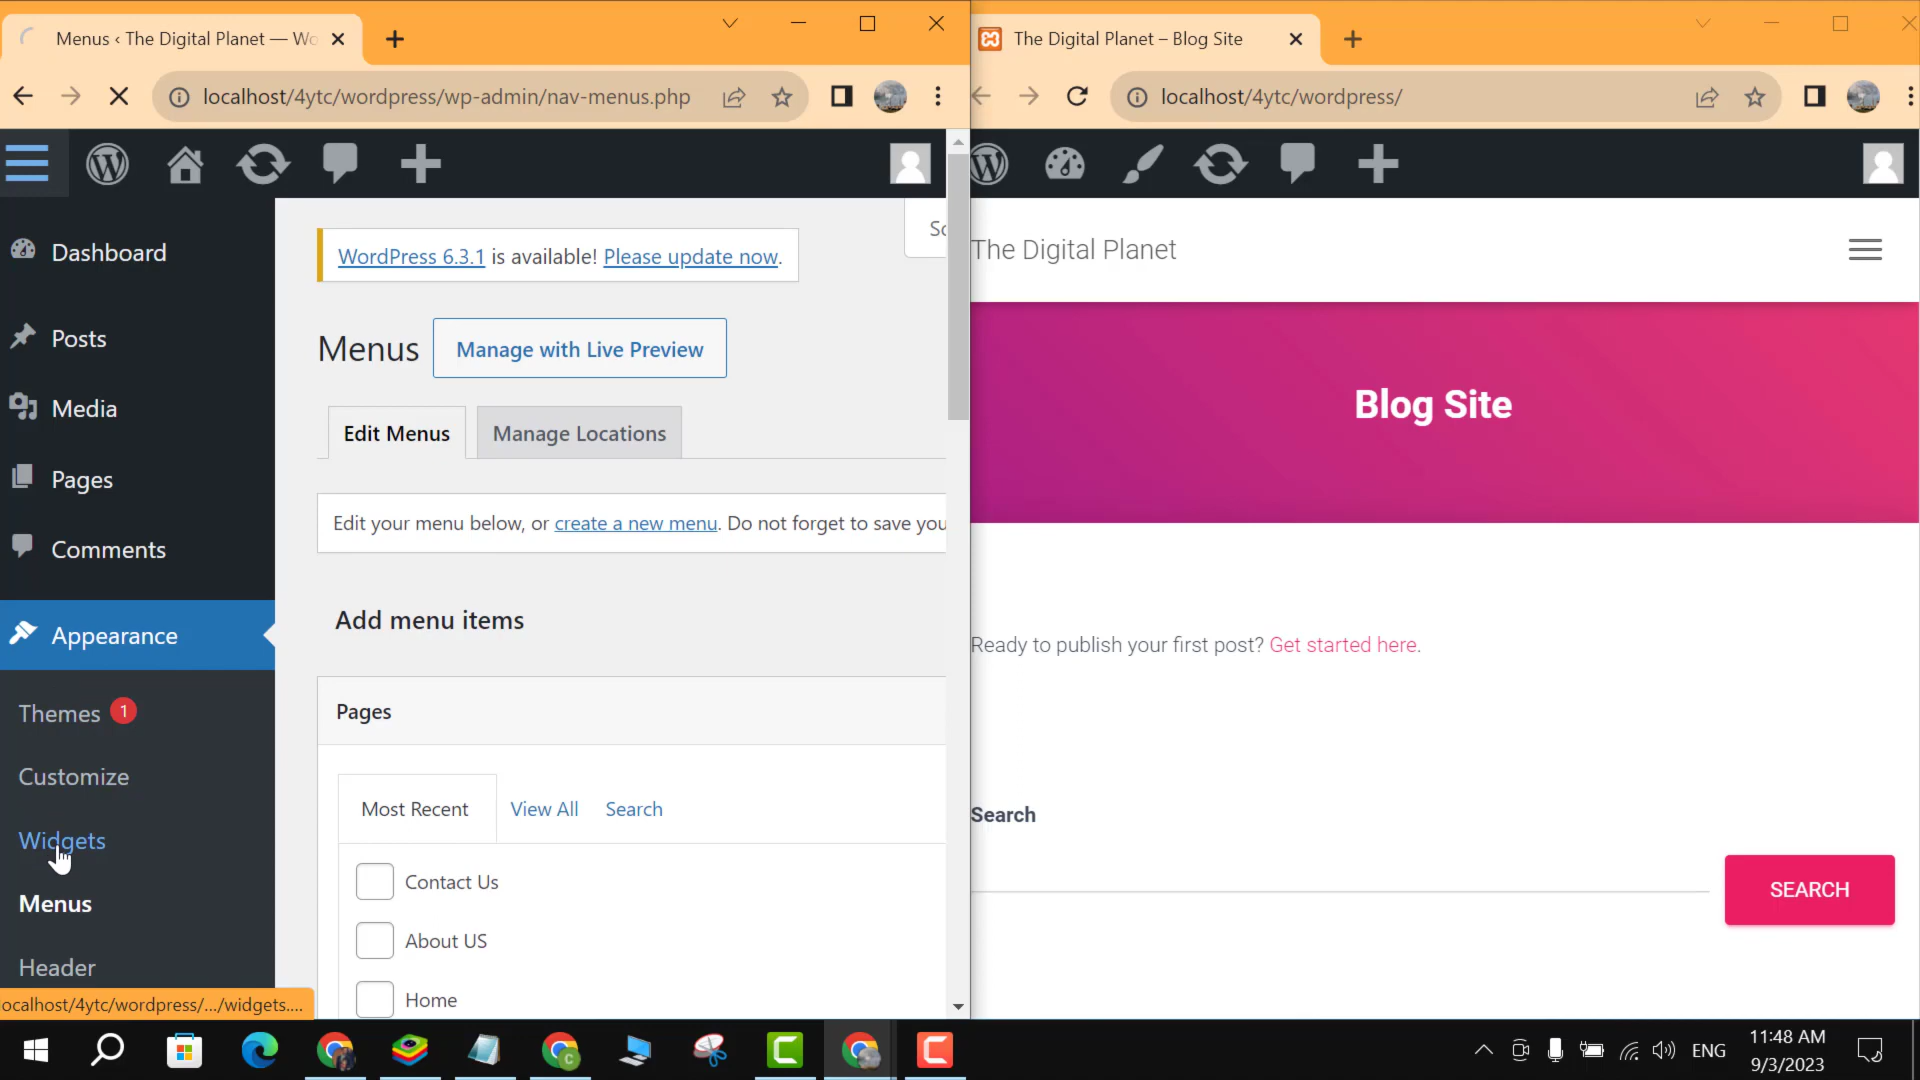 Menus ‹ The Digital Planet — Wo
localhost/4ytc/wordpress/wp-admin/nav-menus.php
Dashboard
Posts
Media
Pages
Comments
Appearance
Themes 1
Customize
Widgets
Menus
Header
localhost/4ytc/wordpress/.../widgets....
Sc
WordPress 6.3.1 is available! Please update now.
Menus
Manage with Live Preview
Edit Menus
Manage Locations
Edit your menu below, or create a new menu. Do not forget to save you
Add menu items
Pages
Most Recent
View All
Search
Contact Us
About US
Home
The Digital Planet – Blog Site
localhost/4ytc/wordpress/
The Digital Planet
Blog Site
Ready to publish your first post? Get started here.
Search
SEARCH
ENG
11:48 AM
9/3/2023